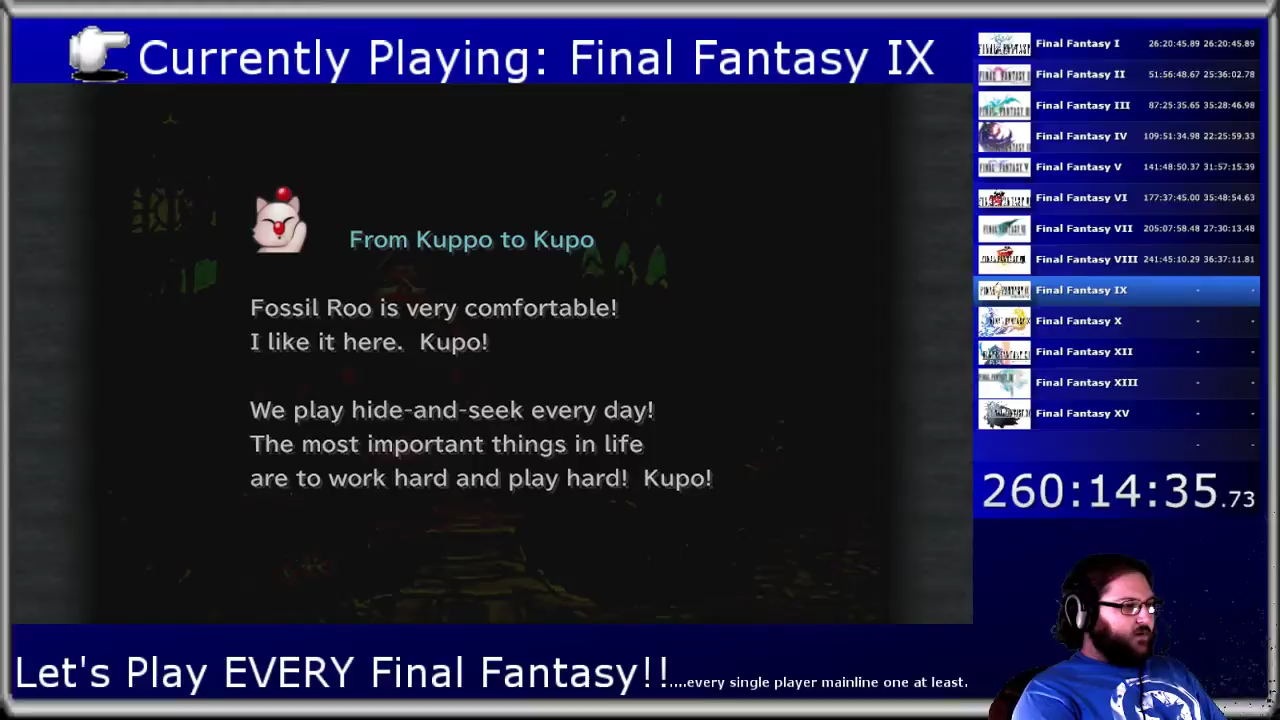 Currently Playing: Final Fantasy IX
From Kuppo to Kupo
Fossil Roo is very comfortable!
I like it here. Kupo!
We play hide-and-seek every day!
The most important things in life
are to work hard and play hard! Kupo!
Final Fantasy I 26:20:45.89 26:20:45.89
Final Fantasy II 51:56:48.67 25:36:02.78
Final Fantasy III 87:25:35.65 35:28:46.98
Final Fantasy IV 109:51:34.98 22:25:59.33
Final Fantasy V 141:48:50.37 31:57:15.39
Final Fantasy VI 177:37:45.00 35:48:54.63
Final Fantasy VII 205:07:58.48 27:30:13.48
Final Fantasy VIII 241:45:10.29 36:37:11.81
Final Fantasy IX - -
Final Fantasy X - -
Final Fantasy XII - -
Final Fantasy XIII - -
Final Fantasy XV - -
- -
260:14:35.73
Let's Play EVERY Final Fantasy!!....every single player mainline one at least.